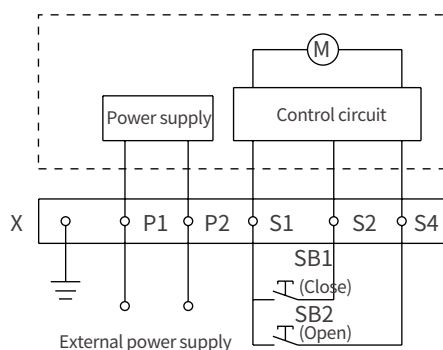 M
Power supply
Control circuit
X P1 P2 S1 S2 S4
SB1
(Close)
SB2
(Open)
External power supply